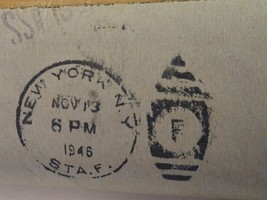 NEW YORK, N.Y.
NOV 13
6 PM
1946
STA. F.
F